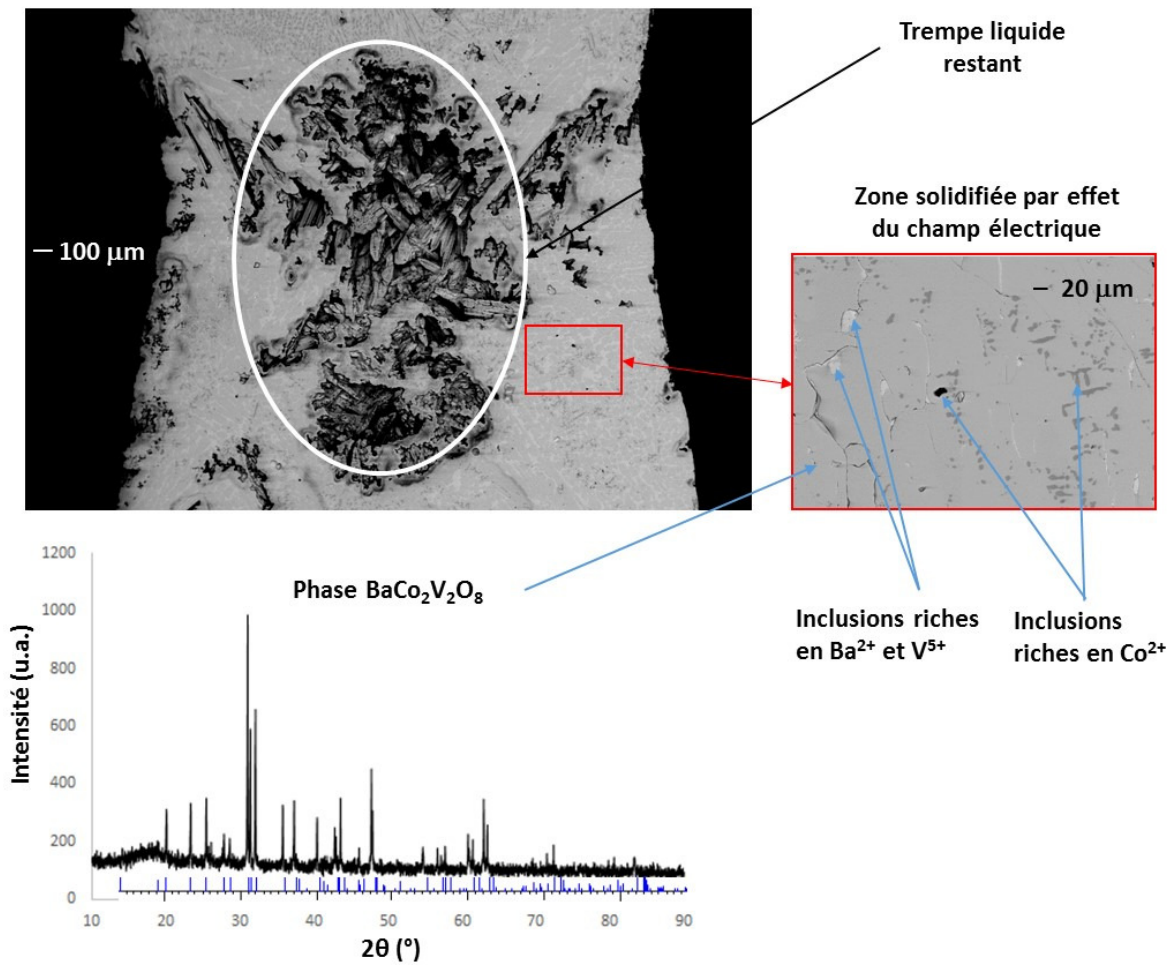 Trempe liquide
restant
— 100 μm
Zone solidifiée par effet
du champ électrique
— 20 μm
Inclusions riches
en Ba²⁺ et V⁵⁺
Inclusions
riches en Co²⁺
Phase BaCo₂V₂O₈
Intensité (u.a.)
1200
1000
800
600
400
200
0
10 20 30 40 50 60 70 80 90
2θ (°)